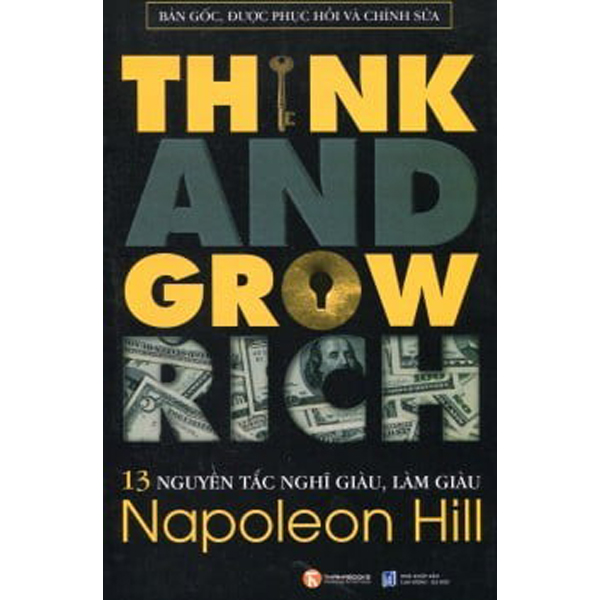 BẢN GỐC, ĐƯỢC PHỤC HỒI VÀ CHỈNH SỬA
THINK
AND
GROW
RICH
13 NGUYÊN TẮC NGHĨ GIÀU, LÀM GIÀU
Napoleon Hill
THAIHABOOKS